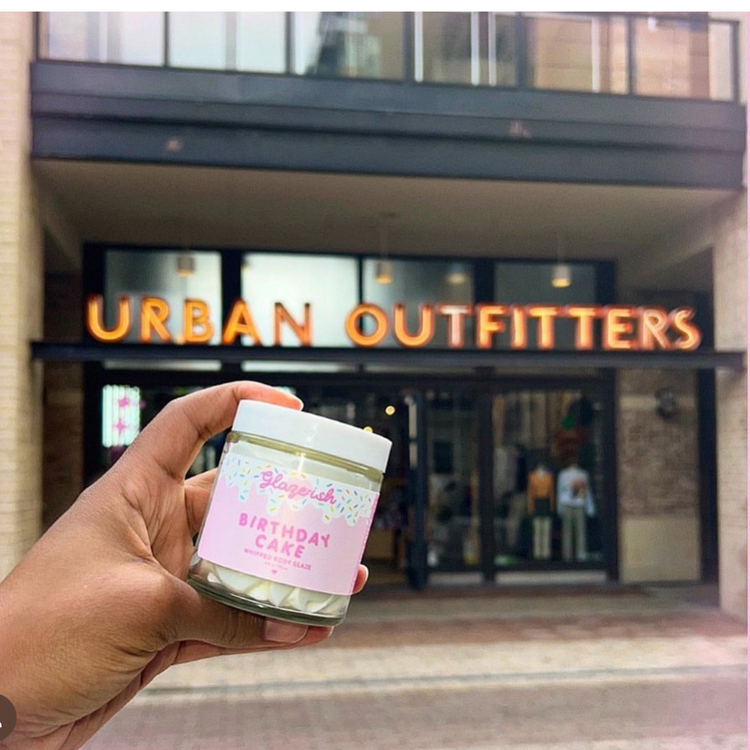 URBAN OUTFITTERS
Glazerish
BIRTHDAY
CAKE
WHIPPED BODY GLAZE